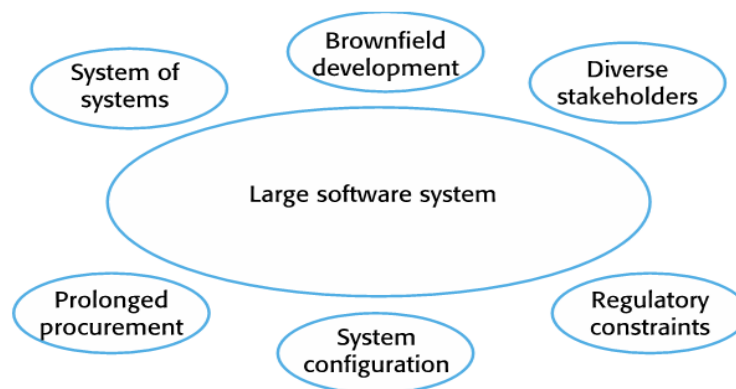 Brownfield
development
System of
systems
Diverse
stakeholders
Large software system
Prolonged
procurement
System
configuration
Regulatory
constraints